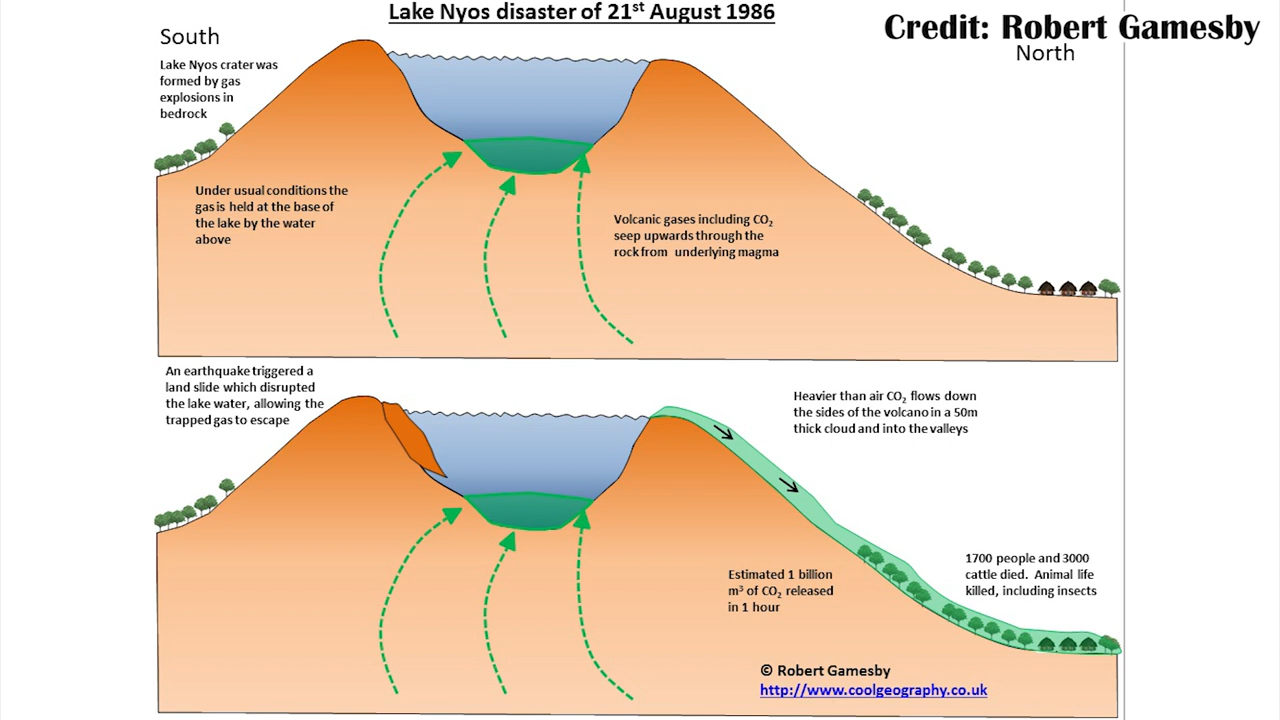 Lake Nyos disaster of 21st August 1986
Credit: Robert Gamesby
South
North
Lake Nyos crater was
formed by gas
explosions in
bedrock
Under usual conditions the
gas is held at the base of
the lake by the water
above
Volcanic gases including CO₂
seep upwards through the
rock from underlying magma
An earthquake triggered a
land slide which disrupted
the lake water, allowing the
trapped gas to escape
Heavier than air CO₂ flows down
the sides of the volcano in a 50m
thick cloud and into the valleys
Estimated 1 billion
m³ of CO₂ released
in 1 hour
1700 people and 3000
cattle died. Animal life
killed, including insects
© Robert Gamesby
http://www.coolgeography.co.uk